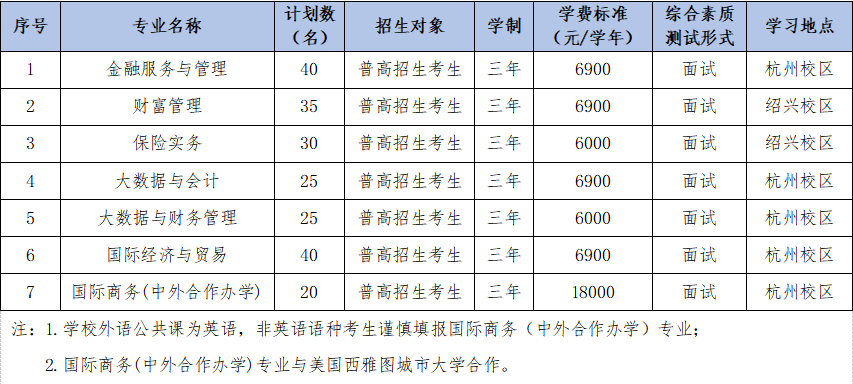 序号 专业名称 计划数（名） 招生对象 学制 学费标准（元/学年） 综合素质测试形式 学习地点
1 金融服务与管理 40 普高招生考生 三年 6900 面试 杭州校区
2 财富管理 35 普高招生考生 三年 6900 面试 绍兴校区
3 保险实务 30 普高招生考生 三年 6000 面试 绍兴校区
4 大数据与会计 25 普高招生考生 三年 6900 面试 杭州校区
5 大数据与财务管理 25 普高招生考生 三年 6000 面试 杭州校区
6 国际经济与贸易 40 普高招生考生 三年 6900 面试 杭州校区
7 国际商务(中外合作办学) 20 普高招生考生 三年 18000 面试 杭州校区
注：1.学校外语公共课为英语，非英语语种考生谨慎填报国际商务（中外合作办学）专业；
2.国际商务(中外合作办学)专业与美国西雅图城市大学合作。